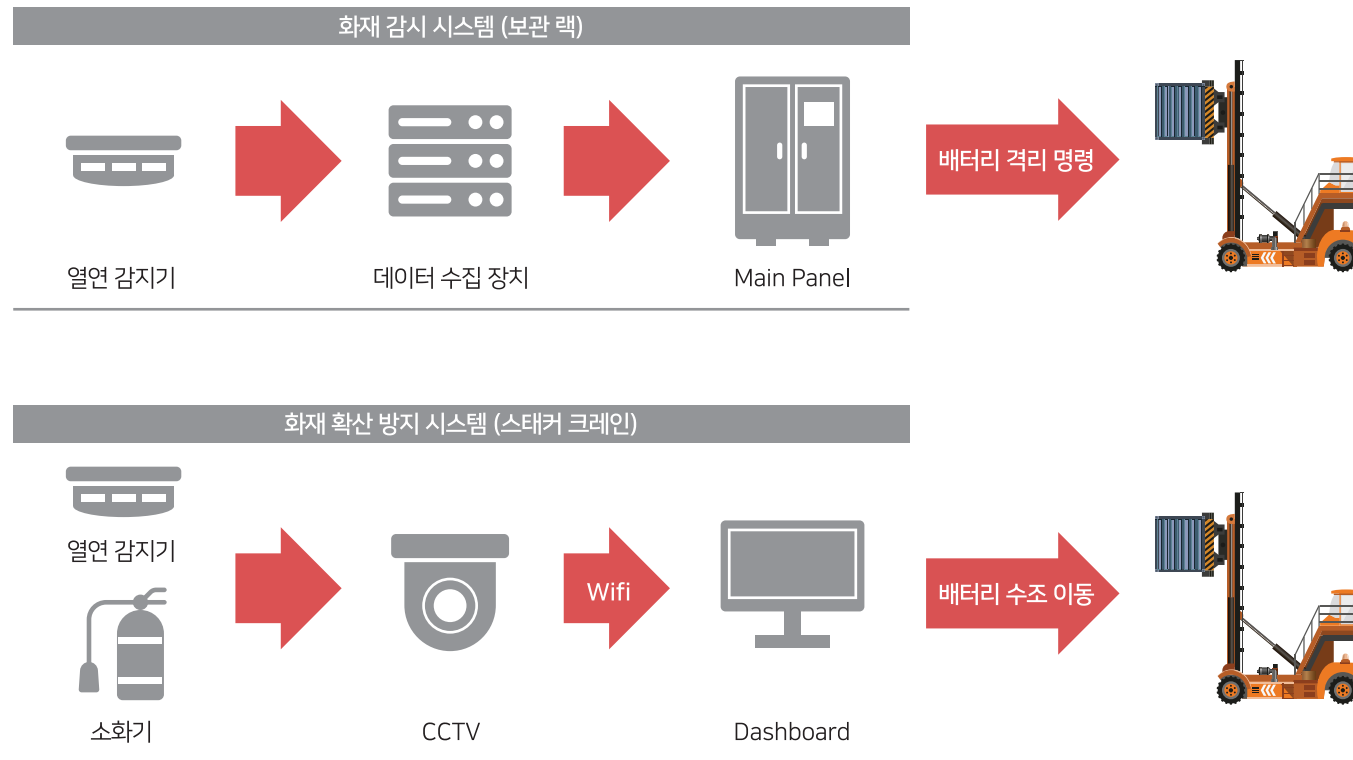 화재 감시 시스템 (보관 랙)
배터리 격리 명령
열연 감지기
데이터 수집 장치
Main Panel
화재 확산 방지 시스템 (스태커 크레인)
열연 감지기
Wifi
배터리 수조 이동
소화기
CCTV
Dashboard